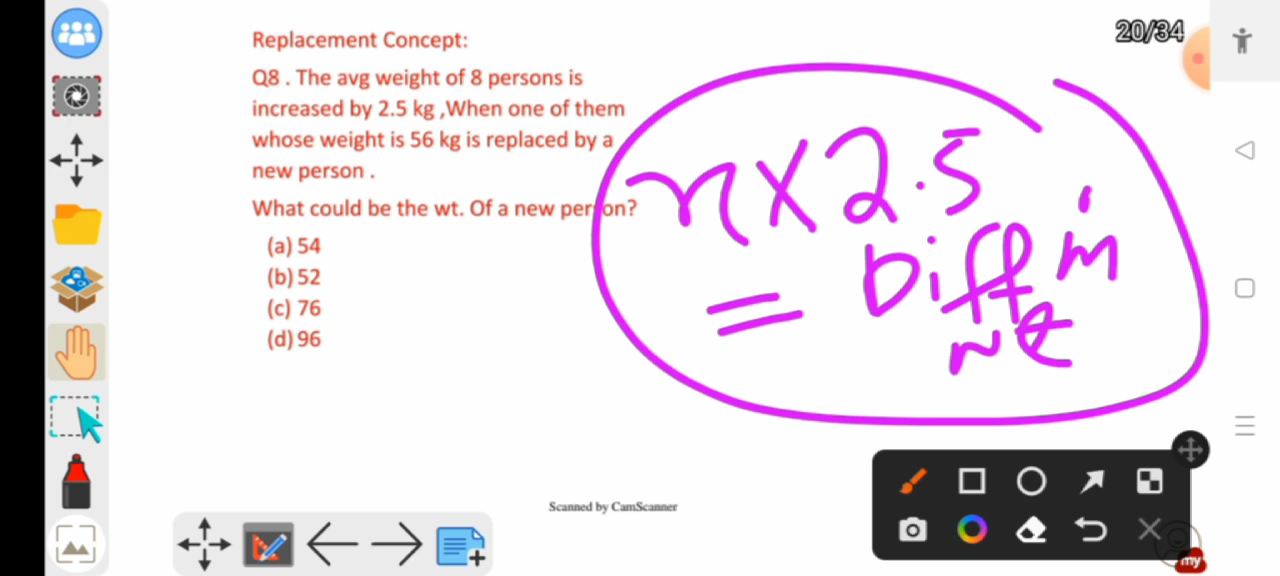 20/34
Replacement Concept:
Q8 . The avg weight of 8 persons is
increased by 2.5 kg ,When one of them
whose weight is 56 kg is replaced by a
new person .
What could be the wt. Of a new person?
(a) 54
(b) 52
(c) 76
(d) 96
n×2.5
= Diff in
Scanned by CamScanner
my